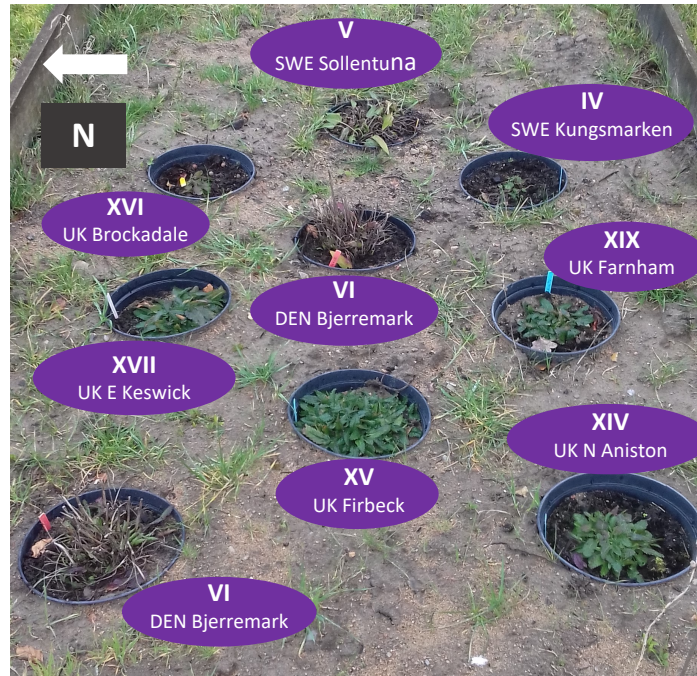 V
SWE Sollentuna
N
IV
SWE Kungsmarken
XVI
UK Brockadale
XIX
UK Farnham
VI
DEN Bjerremark
XVII
UK E Keswick
XIV
UK N Aniston
XV
UK Firbeck
VI
DEN Bjerremark